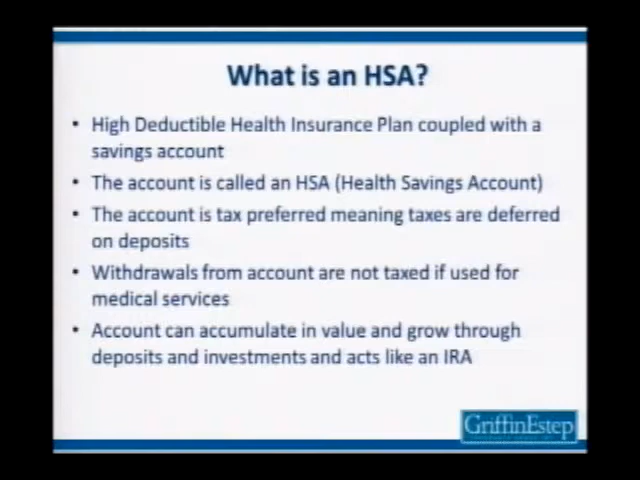 What is an HSA?
• High Deductible Health Insurance Plan coupled with a
savings account
• The account is called an HSA (Health Savings Account)
• The account is tax preferred meaning taxes are deferred
on deposits
• Withdrawals from account are not taxed if used for
medical services
• Account can accumulate in value and grow through
deposits and investments and acts like an IRA
GriffinEstep